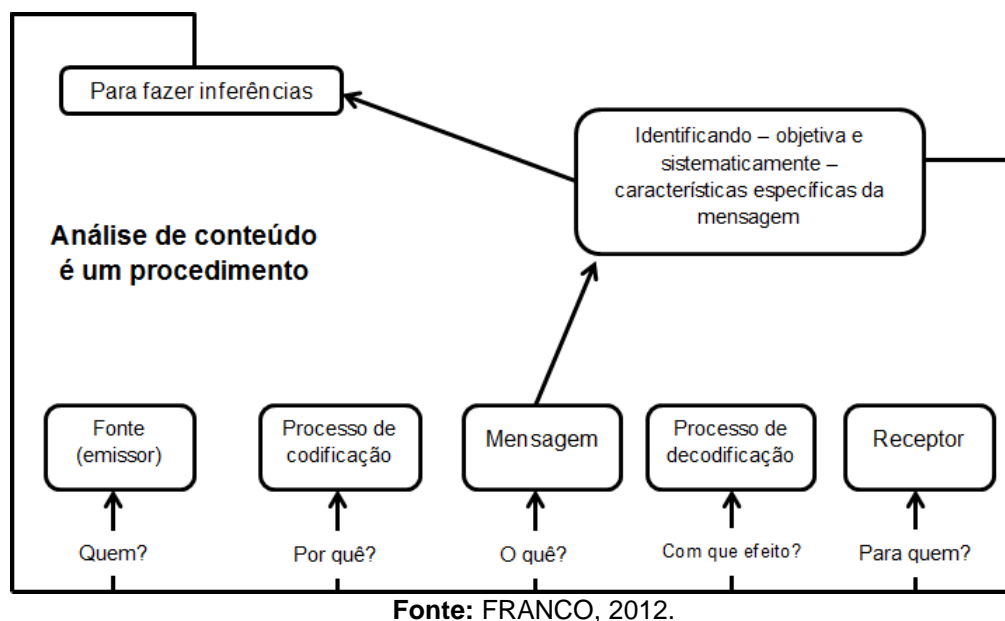 Para fazer inferências
Identificando – objetiva e
sistematicamente –
características específicas da
mensagem
Análise de conteúdo
é um procedimento
Fonte
(emissor)
Processo de
codificação
Mensagem
Processo de
decodificação
Receptor
Quem?
Por quê?
O quê?
Com que efeito?
Para quem?
Fonte: FRANCO, 2012.